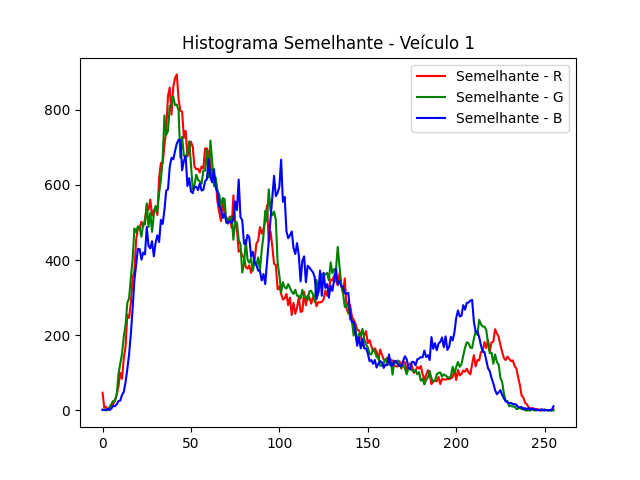 Histograma Semelhante - Veículo 1
Semelhante - R
Semelhante - G
Semelhante - B
800
600
400
200
0
0 50 100 150 200 250